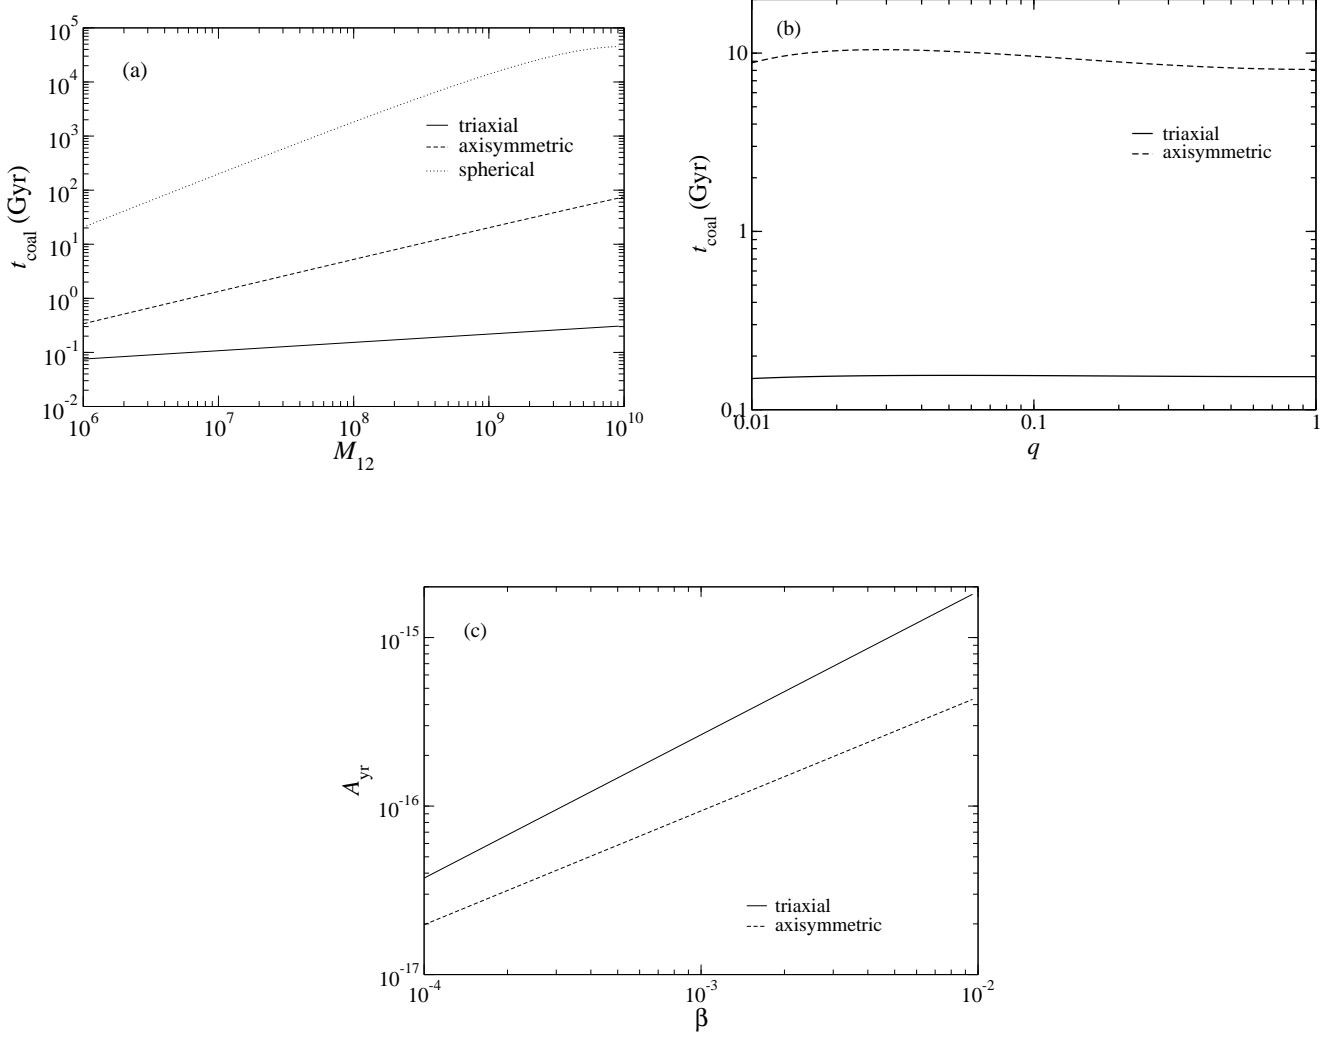 (a)
10^5
10^4
10^3
10^2
10^1
10^0
10^-1
10^-2
t_coal (Gyr)
triaxial
axisymmetric
spherical
10^6 10^7 10^8 10^9 10^10
M_12
(b)
10
1
0.1
t_coal (Gyr)
triaxial
axisymmetric
0.01 0.1 1
q
(c)
10^-15
10^-16
10^-17
A_yr
triaxial
axisymmetric
10^-4 10^-3 10^-2
β